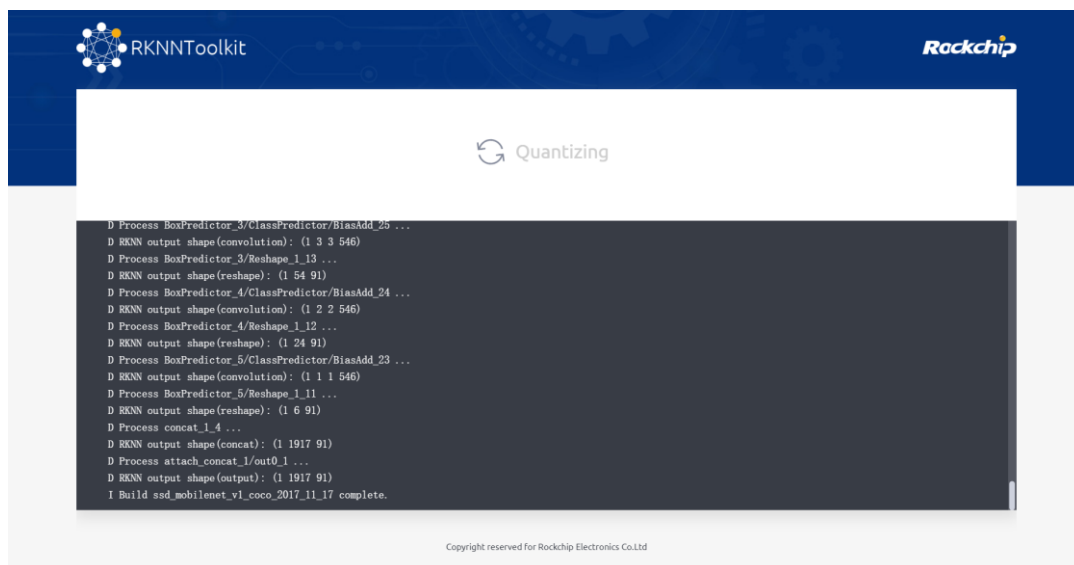 RKNNToolkit
Rockchip
Quantizing
D Process BoxPredictor_3/ClassPredictor/BiasAdd_25 ...
D RKNN output shape(convolution): (1 3 3 546)
D Process BoxPredictor_3/Reshape_1_13 ...
D RKNN output shape(reshape): (1 54 91)
D Process BoxPredictor_4/ClassPredictor/BiasAdd_24 ...
D RKNN output shape(convolution): (1 2 2 546)
D Process BoxPredictor_4/Reshape_1_12 ...
D RKNN output shape(reshape): (1 24 91)
D Process BoxPredictor_5/ClassPredictor/BiasAdd_23 ...
D RKNN output shape(convolution): (1 1 1 546)
D Process BoxPredictor_5/Reshape_1_11 ...
D RKNN output shape(reshape): (1 6 91)
D Process concat_1_4 ...
D RKNN output shape(concat): (1 1917 91)
D Process attach_concat_1/out0_1 ...
D RKNN output shape(output): (1 1917 91)
I Build ssd_mobilenet_v1_coco_2017_11_17 complete.
Copyright reserved for Rockchip Electronics Co.Ltd